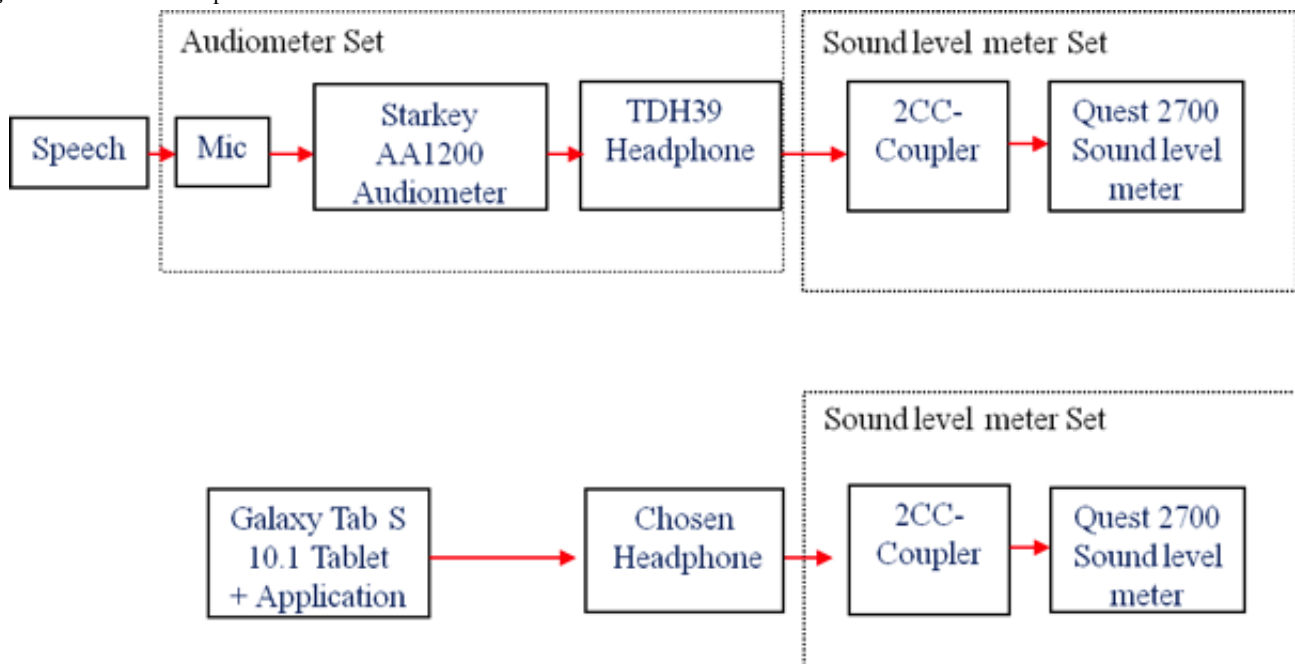 Audiometer Set
Sound level meter Set
Speech
Mic
Starkey
AA1200
Audiometer
TDH39
Headphone
2CC-
Coupler
Quest 2700
Sound level
meter
Sound level meter Set
Galaxy Tab S
10.1 Tablet
+ Application
Chosen
Headphone
2CC-
Coupler
Quest 2700
Sound level
meter